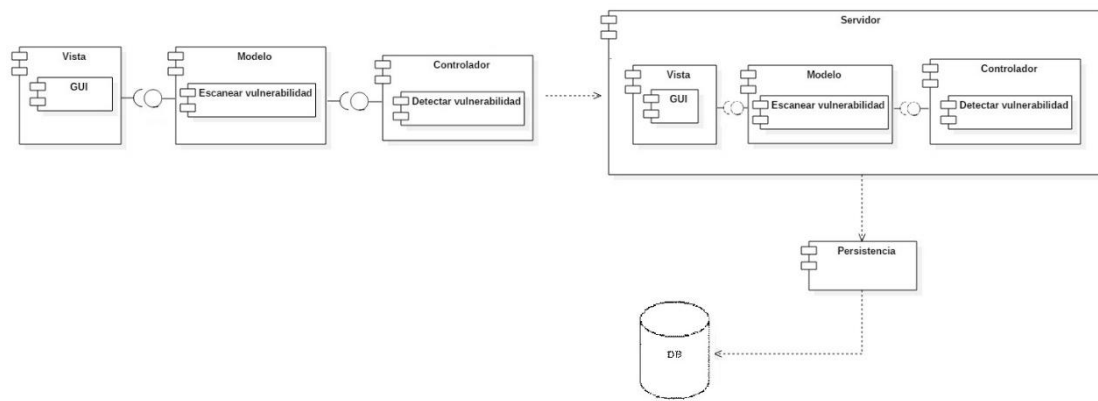 Servidor
Vista
GUI
Modelo
Escanear vulnerabilidad
Controlador
Detectar vulnerabilidad
Vista
GUI
Modelo
Escanear vulnerabilidad
Controlador
Detectar vulnerabilidad
Persistencia
DB